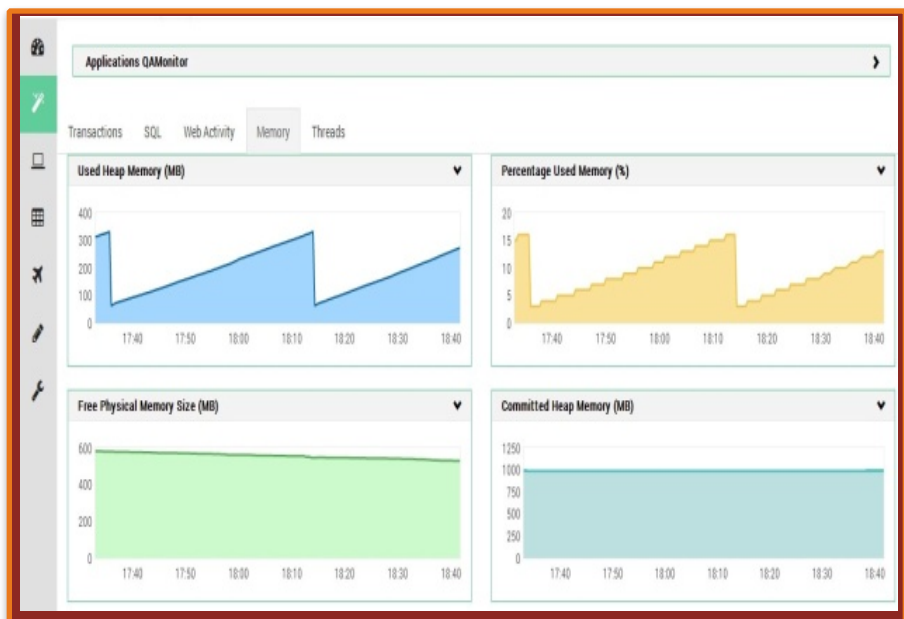 Applications QAMonitor
Transactions SQL Web Activity Memory Threads
Used Heap Memory (MB)
400
300
200
100
0
17:40 17:50 18:00 18:10 18:20 18:30 18:40
Percentage Used Memory (%)
20
15
10
5
0
17:40 17:50 18:00 18:10 18:20 18:30 18:40
Free Physical Memory Size (MB)
600
400
200
0
17:40 17:50 18:00 18:10 18:20 18:30 18:40
Committed Heap Memory (MB)
1250
1000
750
500
250
0
17:40 17:50 18:00 18:10 18:20 18:30 18:40